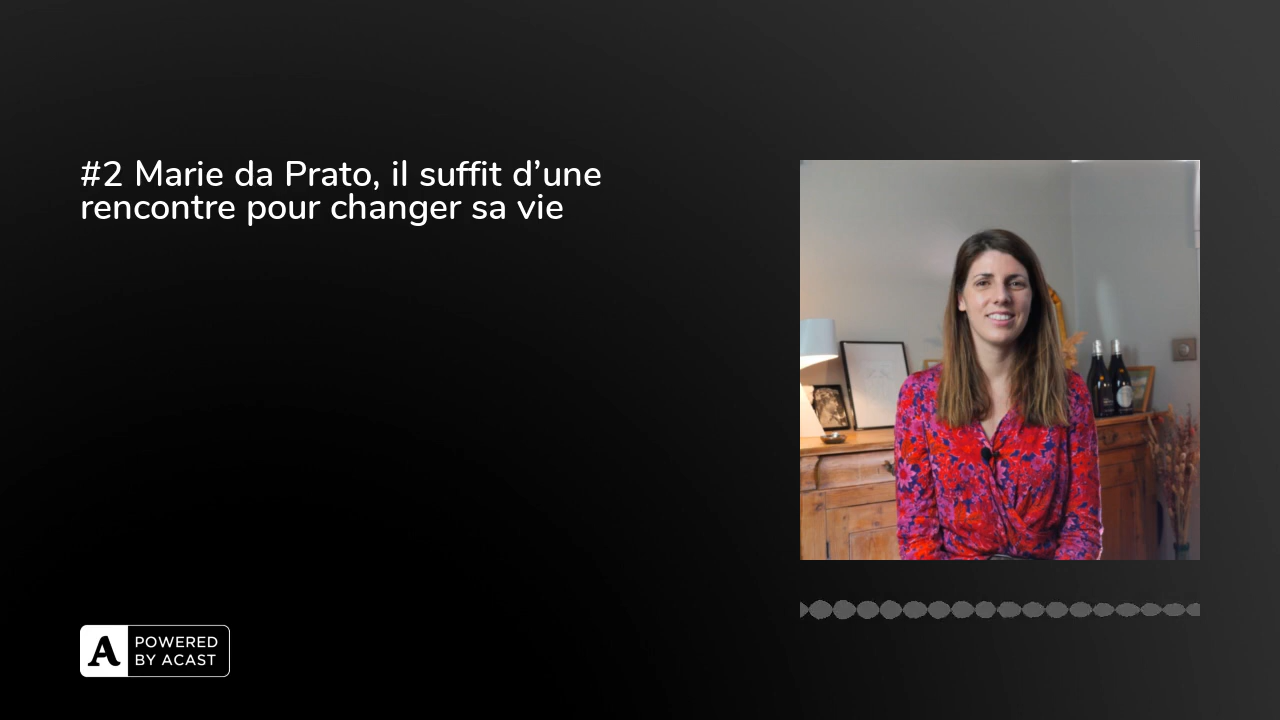 #2 Marie da Prato, il suffit d’une
rencontre pour changer sa vie
A POWERED
BY ACAST